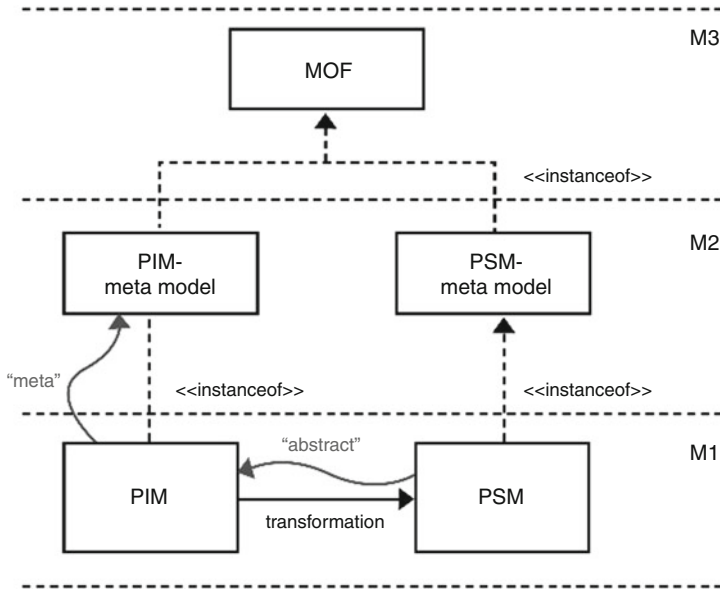 M3
MOF
<<instanceof>>
M2
PIM-
meta model
PSM-
meta model
“meta”
<<instanceof>>
<<instanceof>>
M1
“abstract”
PIM
PSM
transformation